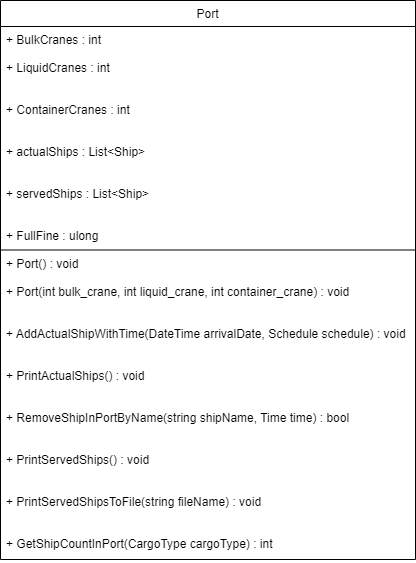 Port
+ BulkCranes : int
+ LiquidCranes : int
+ ContainerCranes : int
+ actualShips : List<Ship>
+ servedShips : List<Ship>
+ FullFine : ulong
+ Port() : void
+ Port(int bulk_crane, int liquid_crane, int container_crane) : void
+ AddActualShipWithTime(DateTime arrivalDate, Schedule schedule) : void
+ PrintActualShips() : void
+ RemoveShipInPortByName(string shipName, Time time) : bool
+ PrintServedShips() : void
+ PrintServedShipsToFile(string fileName) : void
+ GetShipCountInPort(CargoType cargoType) : int